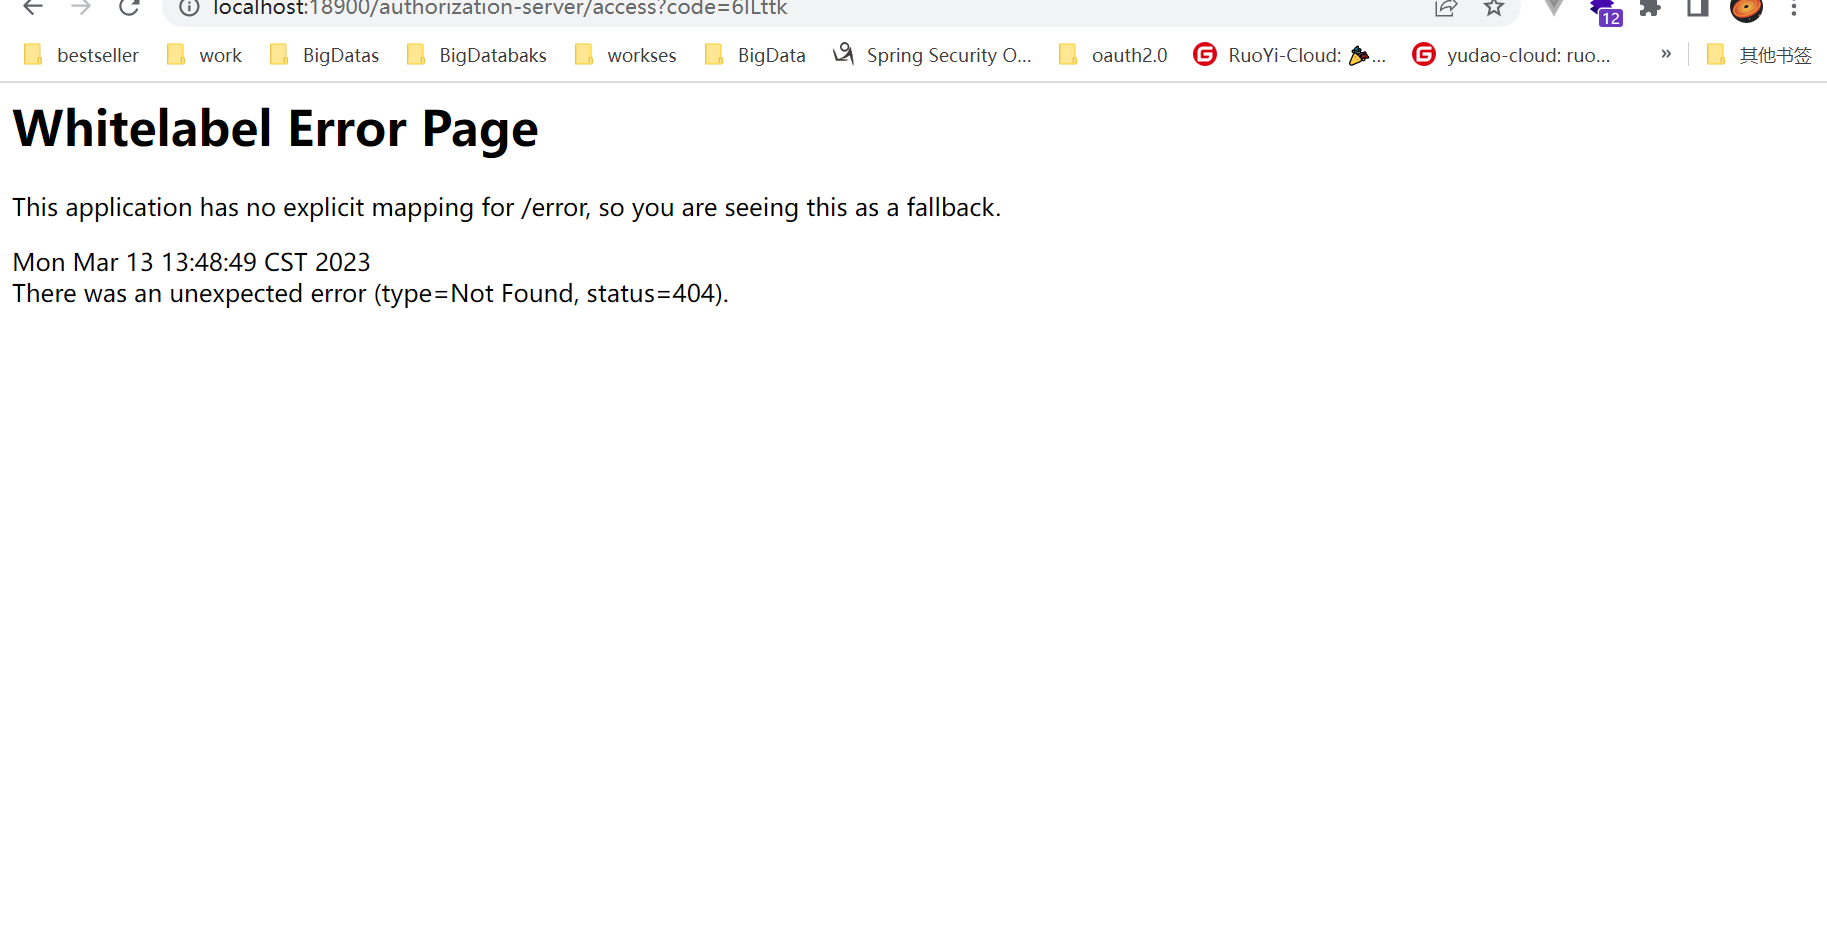 localhost:18900/authorization-server/access?code=6lLttk
12
bestseller work BigDatas BigDatabaks workses BigData Spring Security O... oauth2.0 RuoYi-Cloud: 🎉... yudao-cloud: ruo... » 其他书签
Whitelabel Error Page
This application has no explicit mapping for /error, so you are seeing this as a fallback.
Mon Mar 13 13:48:49 CST 2023
There was an unexpected error (type=Not Found, status=404).